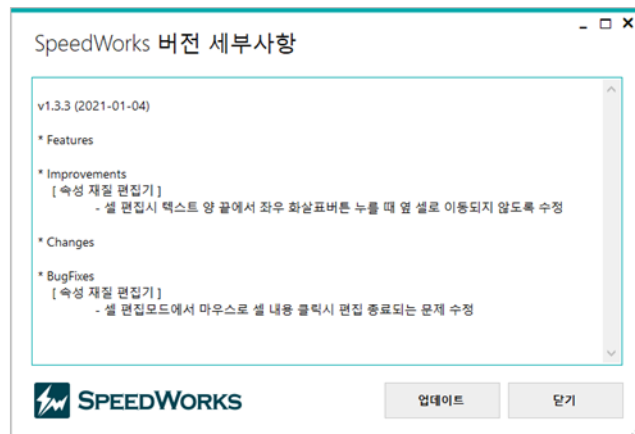 SpeedWorks 버전 세부사항
v1.3.3 (2021-01-04)
* Features
* Improvements
[ 속성 재질 편집기 ]
- 셀 편집시 텍스트 양 끝에서 좌우 화살표버튼 누를 때 옆 셀로 이동되지 않도록 수정
* Changes
* BugFixes
[ 속성 재질 편집기 ]
- 셀 편집모드에서 마우스로 셀 내용 클릭시 편집 종료되는 문제 수정
SPEEDWORKS
업데이트
닫기